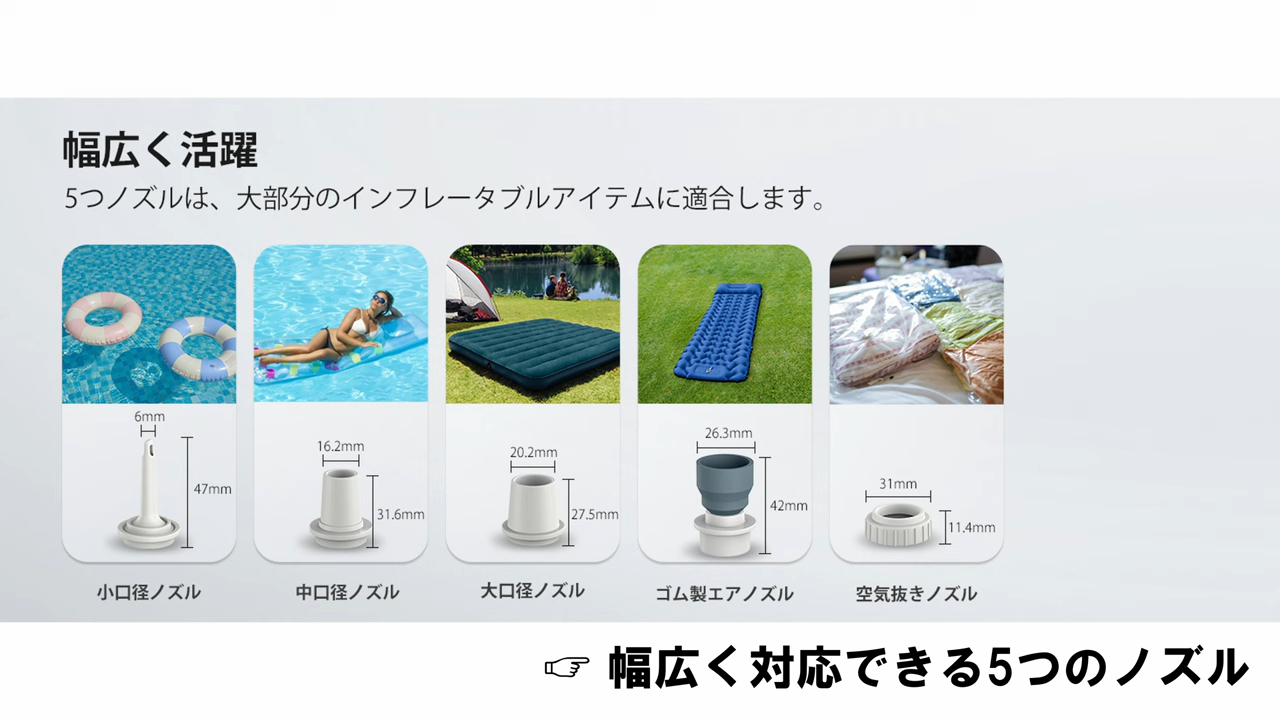 幅広く活躍
5つノズルは、大部分のインフレータブルアイテムに適合します。
6mm
47mm
16.2mm
31.6mm
20.2mm
27.5mm
26.3mm
42mm
31mm
11.4mm
小口径ノズル
中口径ノズル
大口径ノズル
ゴム製エアノズル
空気抜きノズル
☞ 幅広く対応できる5つのノズル